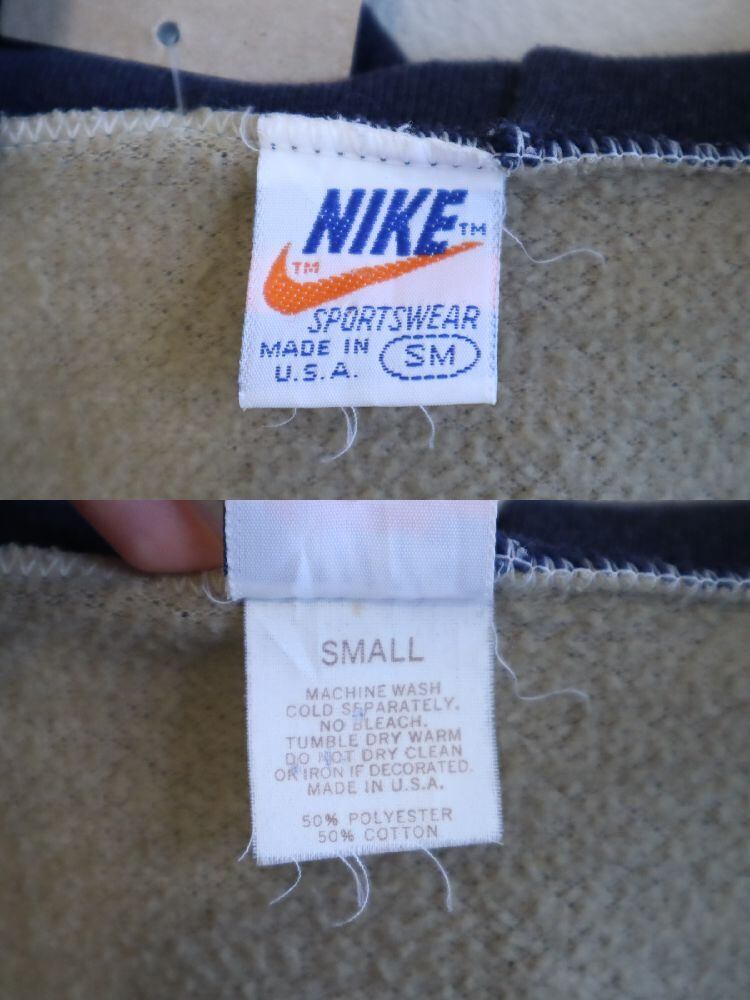 NIKE™
™
SPORTSWEAR
MADE IN
U.S.A.
SM
SMALL
MACHINE WASH
COLD SEPARATELY.
NO BLEACH.
TUMBLE DRY WARM
DO NOT DRY CLEAN
OR IRON IF DECORATED.
MADE IN U.S.A.
50% POLYESTER
50% COTTON